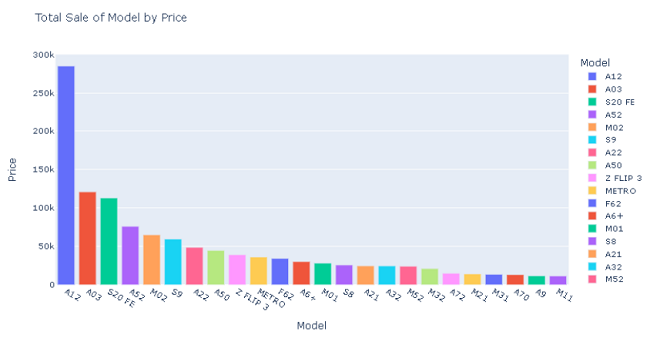 Total Sale of Model by Price
300k
250k
200k
150k
100k
50k
0
Price
A12
A03
S20 FE
A52
M02
S9
A22
A50
Z FLIP 3
METRO
F62
A6+
M01
S8
A21
A32
M52
M32
A72
M21
M31
A70
A9
M11
Model
Model
A12
A03
S20 FE
A52
M02
S9
A22
A50
Z FLIP 3
METRO
F62
A6+
M01
S8
A21
A32
M52